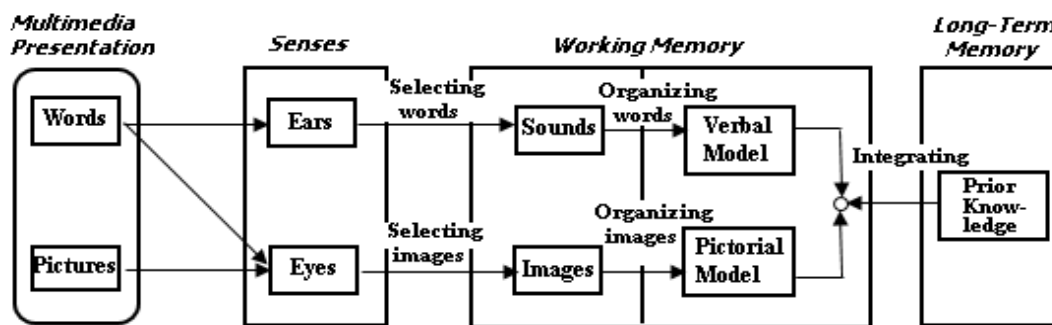 Multimedia
Presentation
Senses
Working Memory
Long-Term
Memory
Words
Ears
Selecting
words
Sounds
Organizing
words
Verbal
Model
Integrating
Prior
Know-
ledge
Pictures
Eyes
Selecting
images
Images
Organizing
images
Pictorial
Model